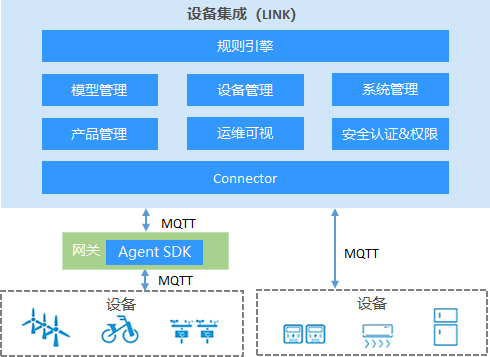 设备集成（LINK）
规则引擎
模型管理 设备管理 系统管理
产品管理 运维可视 安全认证&权限
Connector
MQTT
网关 Agent SDK
MQTT
MQTT
设备 设备